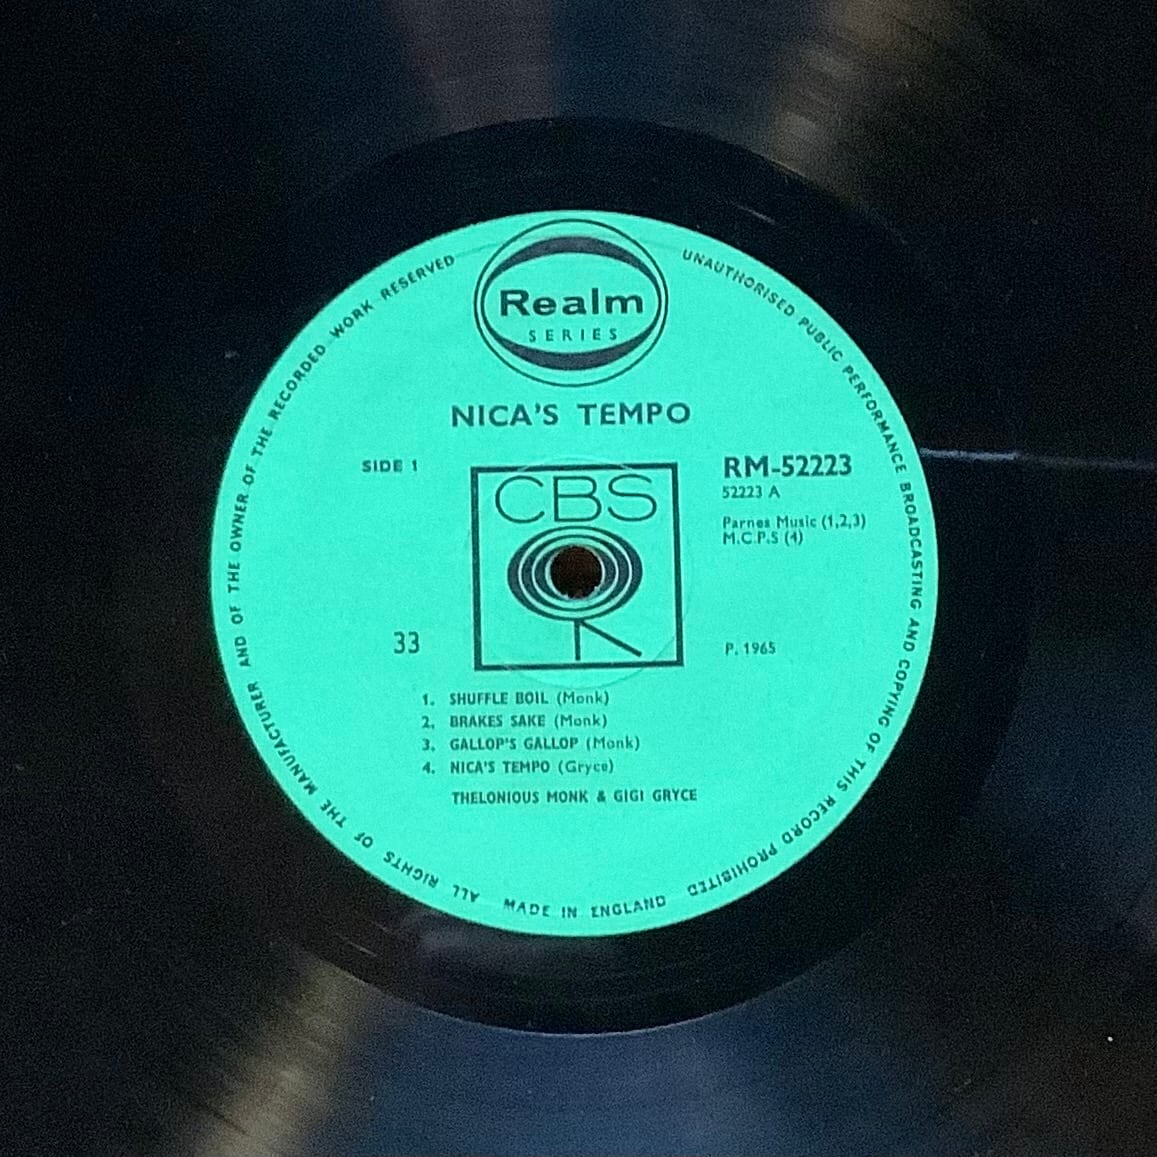 Realm
SERIES
NICA'S TEMPO
SIDE 1
RM-52223
52223 A
Parnes Music (1,2,3)
M.C.P.S (4)
CBS
33
P. 1965
1. SHUFFLE BOIL (Monk)
2. BRAKES SAKE (Monk)
3. GALLOP'S GALLOP (Monk)
4. NICA'S TEMPO (Gryce)
THELONIOUS MONK & GIGI GRYCE
ALL RIGHTS OF THE MANUFACTURER AND OF THE OWNER OF THE RECORDED WORK RESERVED
UNAUTHORISED PUBLIC PERFORMANCE BROADCASTING AND COPYING OF THIS RECORD PROHIBITED
MADE IN ENGLAND